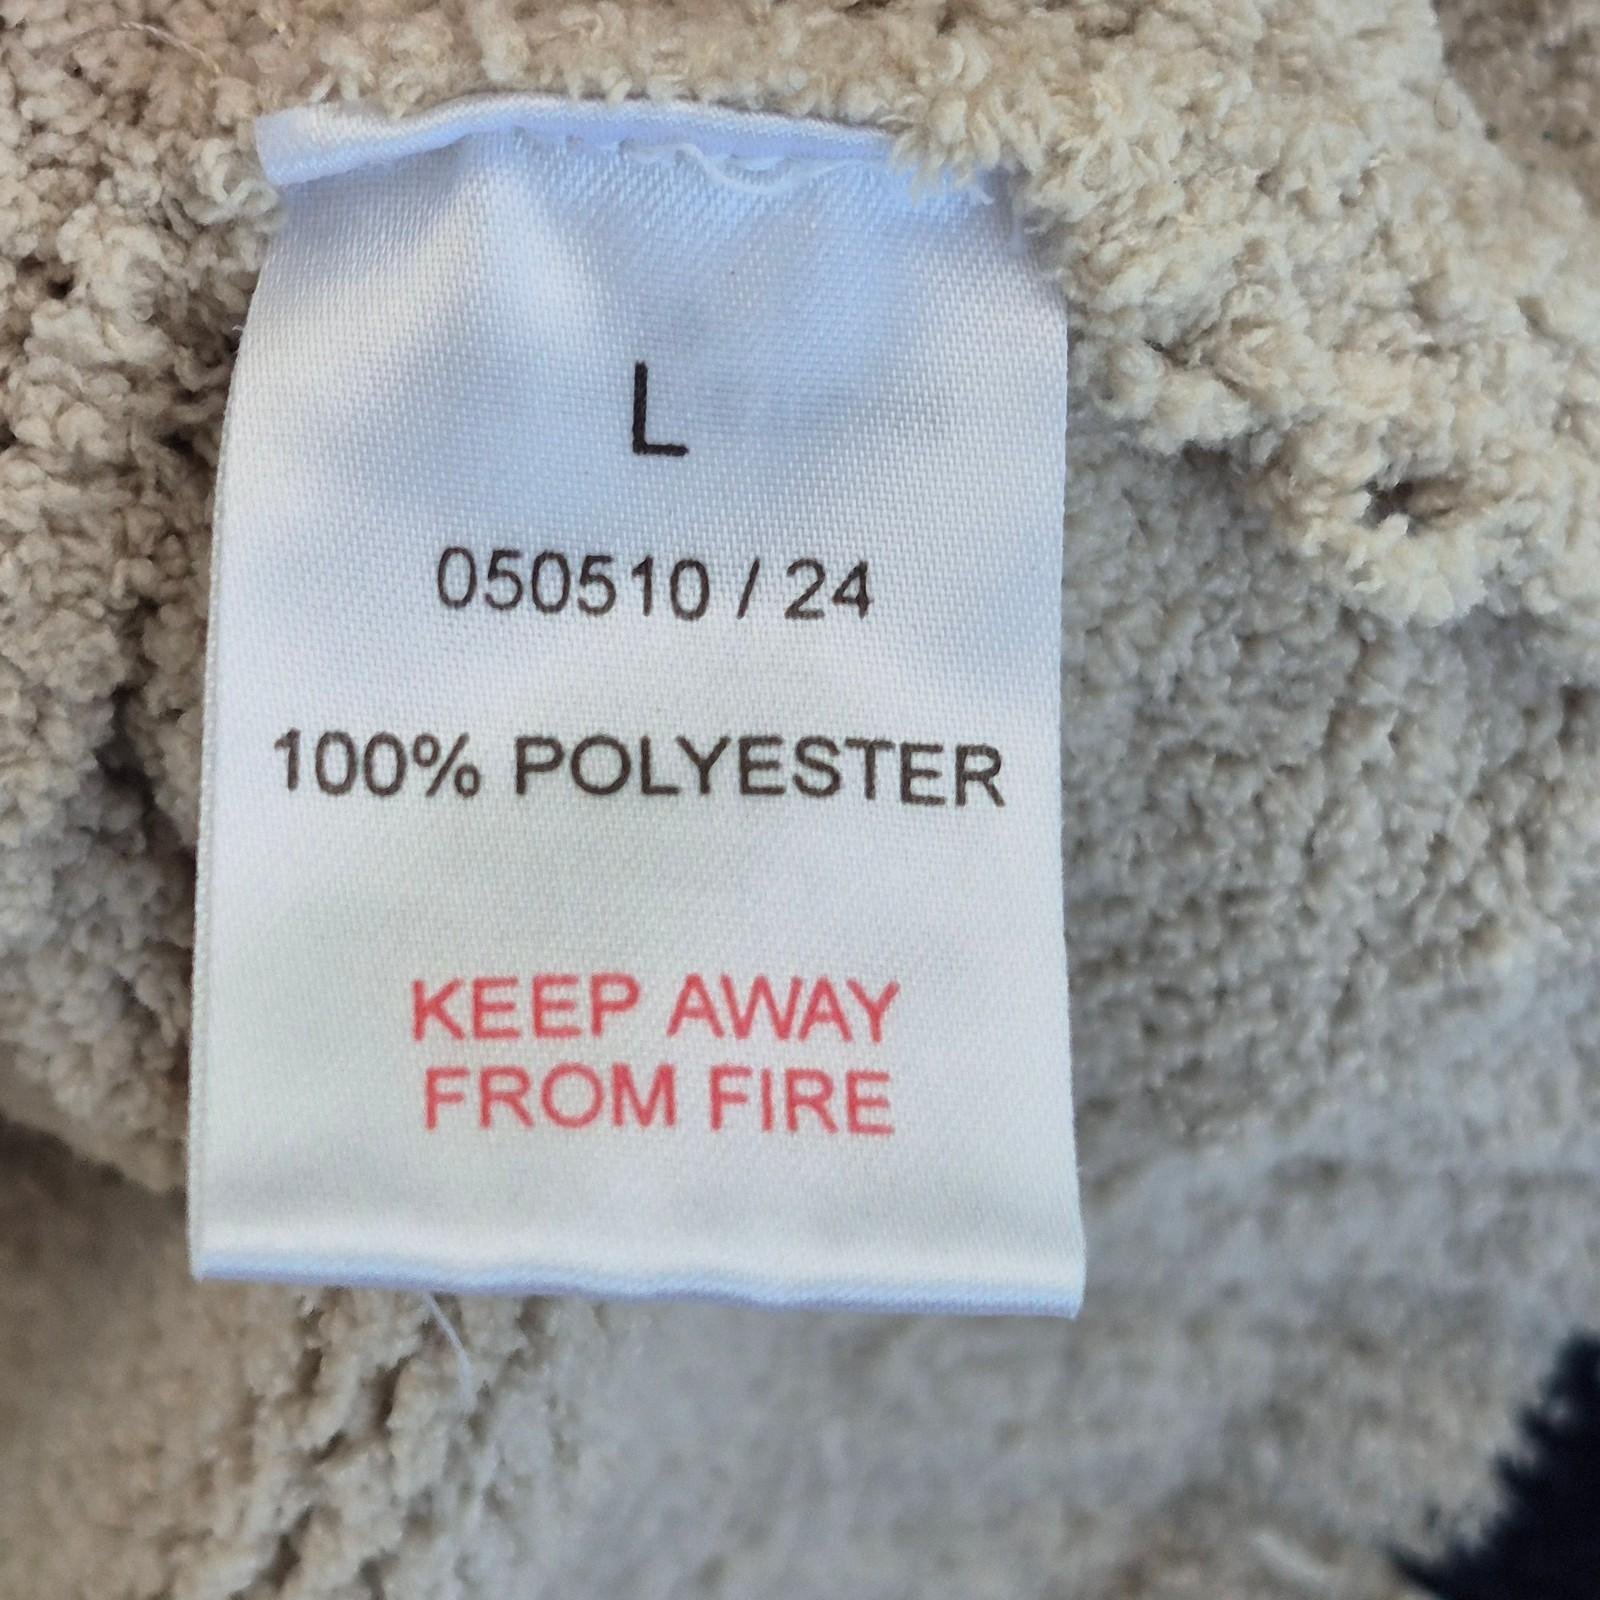 L
050510 / 24
100% POLYESTER
KEEP AWAY
FROM FIRE